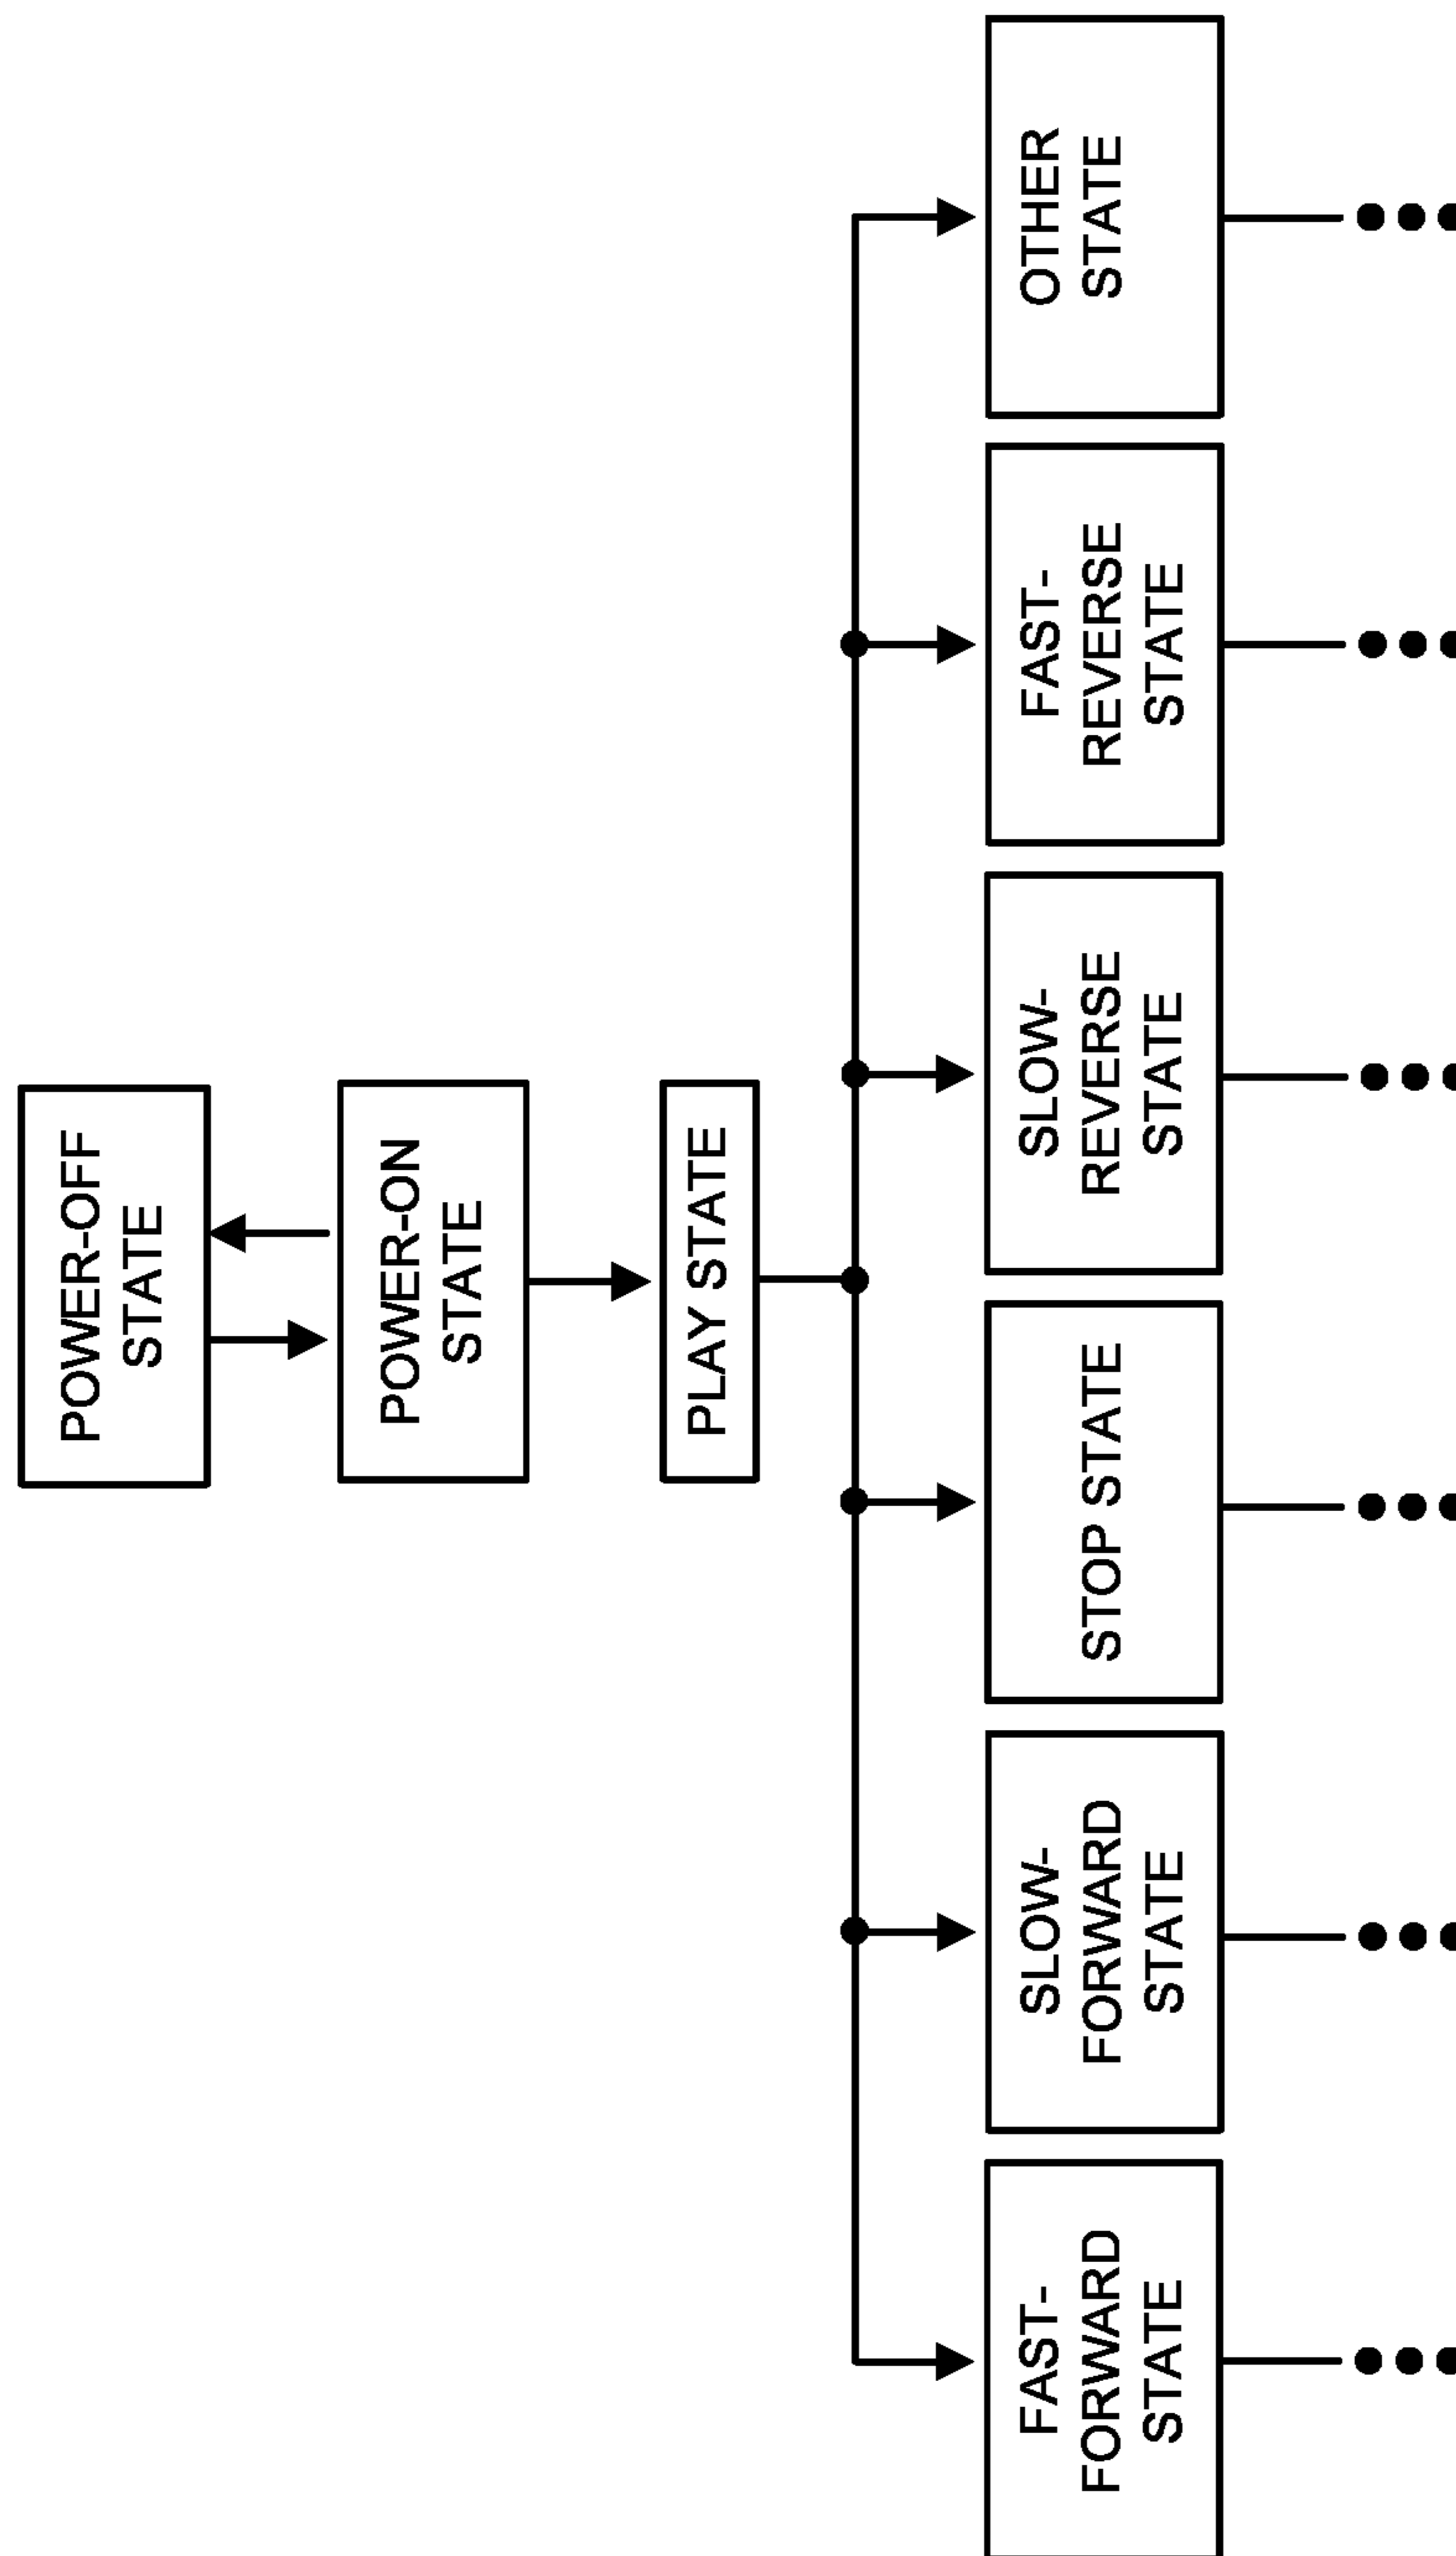 POWER-OFF
STATE
POWER-ON
STATE
PLAY STATE
FAST-
FORWARD
STATE
SLOW-
FORWARD
STATE
STOP STATE
SLOW-
REVERSE
STATE
FAST-
REVERSE
STATE
OTHER
STATE